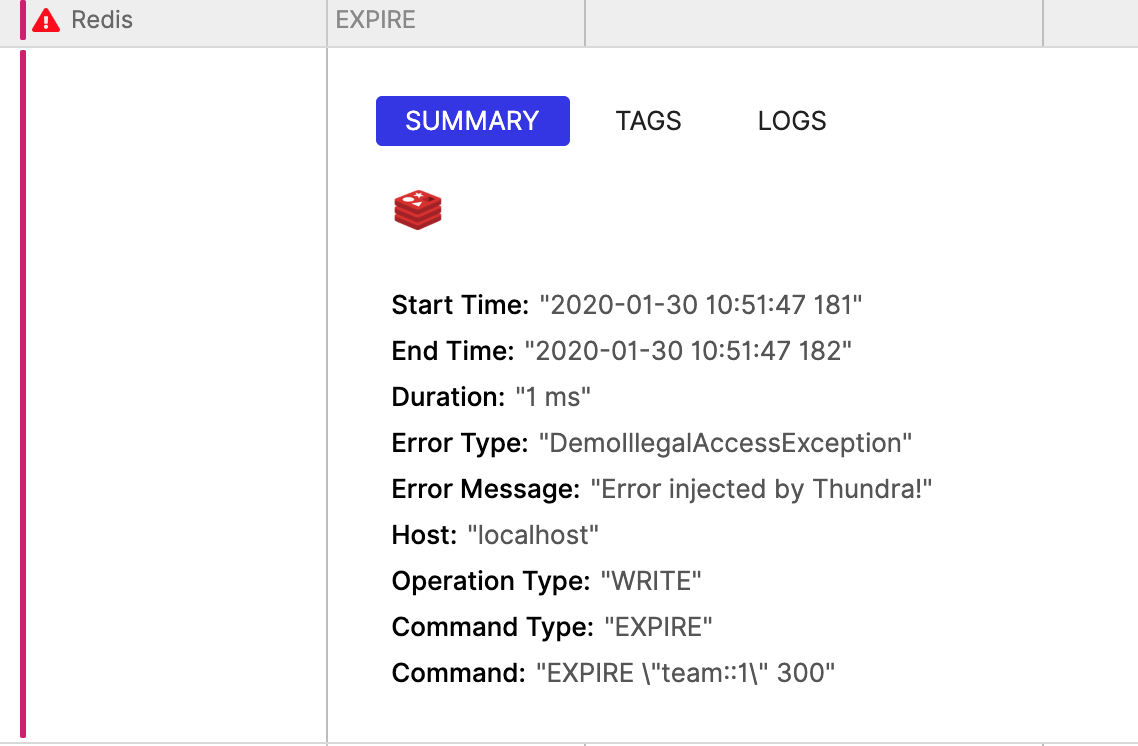 Redis EXPIRE
SUMMARY TAGS LOGS
Start Time: "2020-01-30 10:51:47 181"
End Time: "2020-01-30 10:51:47 182"
Duration: "1 ms"
Error Type: "DemoIllegalAccessException"
Error Message: "Error injected by Thundra!"
Host: "localhost"
Operation Type: "WRITE"
Command Type: "EXPIRE"
Command: "EXPIRE \"team::1\" 300"